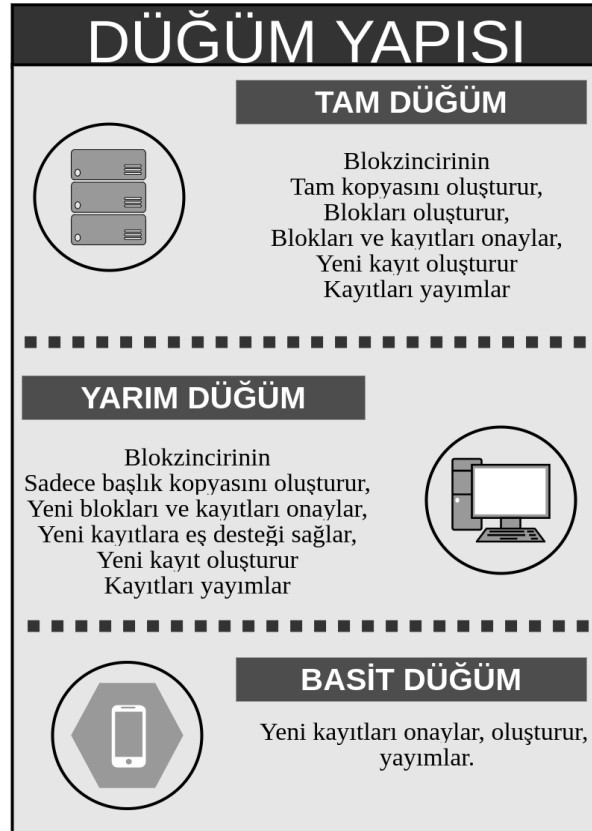 DÜĞÜM YAPISI
TAM DÜĞÜM
Blokzincirinin
Tam kopyasını oluşturur,
Blokları oluşturur,
Blokları ve kayıtları onaylar,
Yeni kayıt oluşturur
Kayıtları yayımlar
YARIM DÜĞÜM
Blokzincirinin
Sadece başlık kopyasını oluşturur,
Yeni blokları ve kayıtları onaylar,
Yeni kayıtlara eş desteği sağlar,
Yeni kayıt oluşturur
Kayıtları yayımlar
BASİT DÜĞÜM
Yeni kayıtları onaylar, oluşturur,
yayımlar.